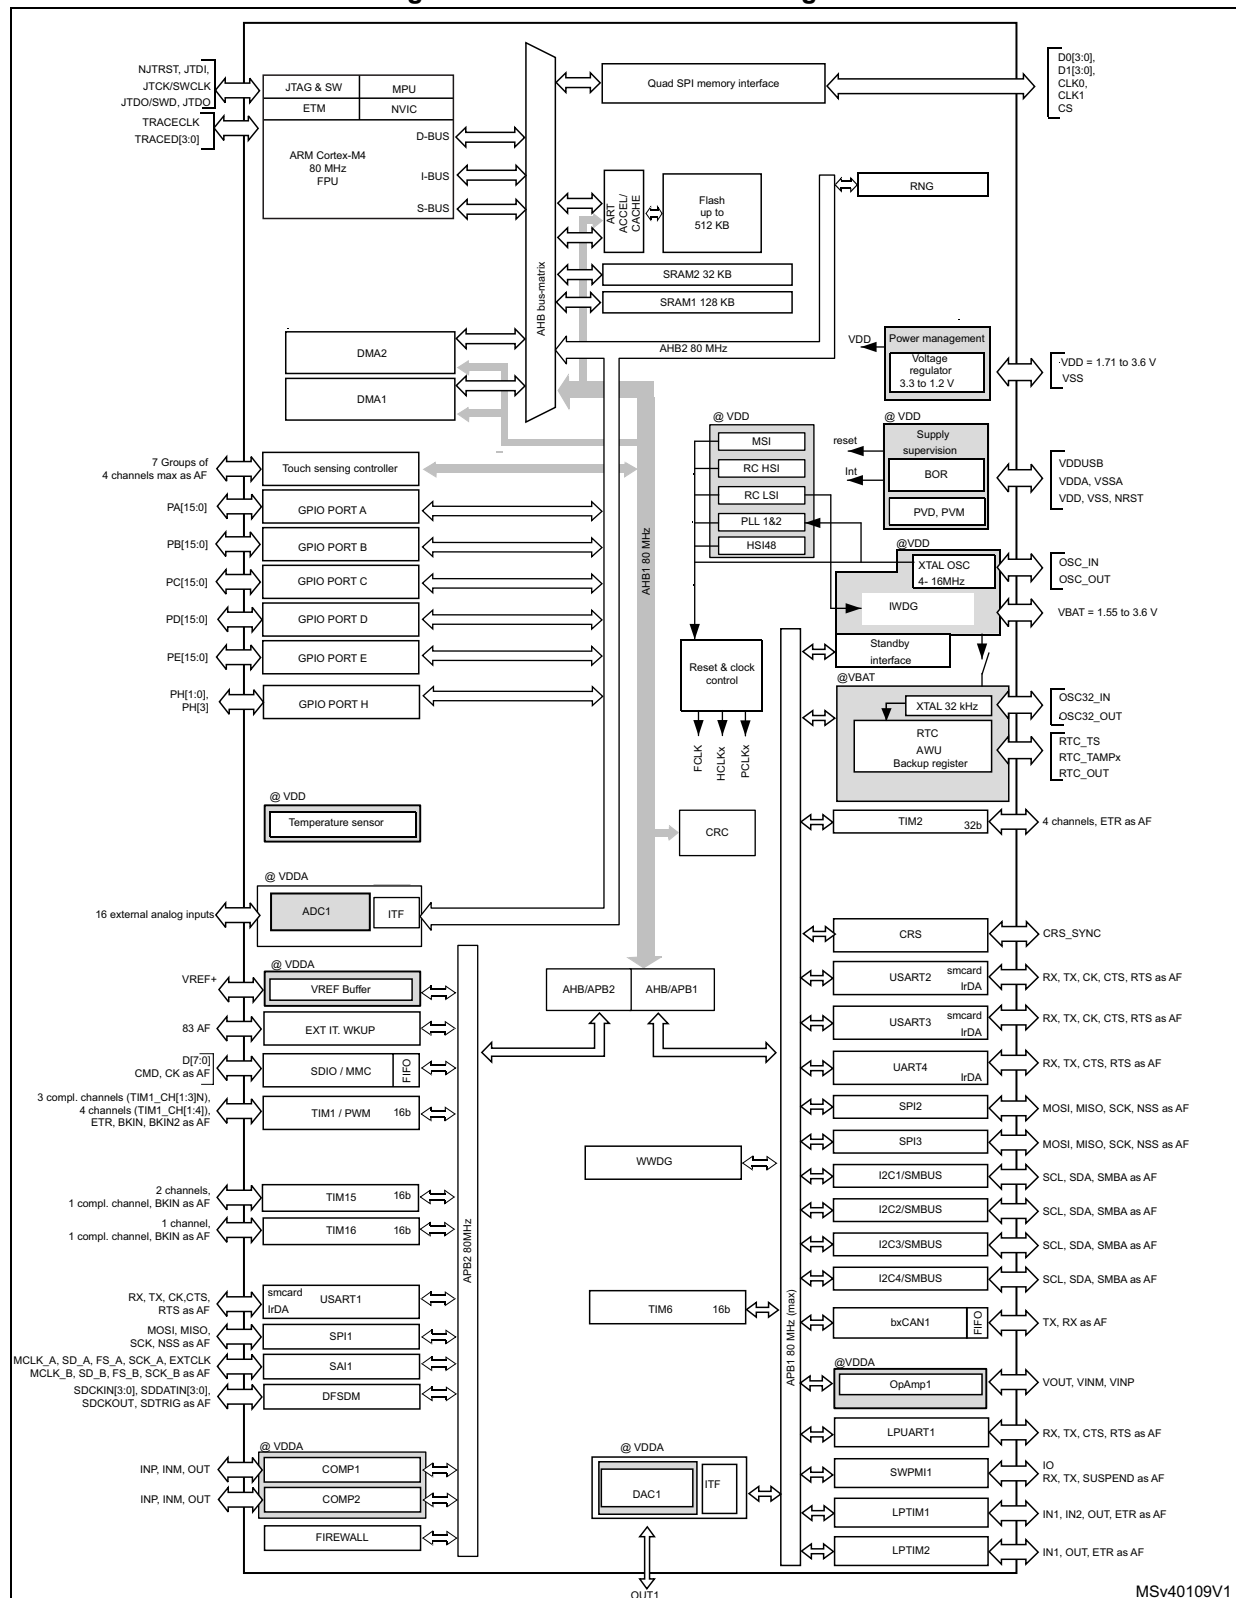 NJTRST, JTDI,
JTCK/SWCLK
JTDO/SWD, JTDO
TRACECLK
TRACED[3:0]
JTAG & SW
MPU
ETM
NVIC
ARM Cortex-M4
80 MHz
FPU
D-BUS
I-BUS
S-BUS
AHB bus-matrix
Quad SPI memory interface
D0[3:0],
D1[3:0],
CLK0,
CLK1
CS
ART
ACCEL/
CACHE
Flash
up to
512 KB
RNG
SRAM2 32 KB
SRAM1 128 KB
AHB2 80 MHz
DMA2
DMA1
VDD
Power management
Voltage
regulator
3.3 to 1.2 V
VDD = 1.71 to 3.6 V
VSS
@ VDD
MSI
RC HSI
RC LSI
PLL 1&2
HSI48
@ VDD
reset
Int
Supply
supervision
BOR
PVD, PVM
VDDUSB
VDDA, VSSA
VDD, VSS, NRST
7 Groups of
4 channels max as AF
Touch sensing controller
PA[15:0]
GPIO PORT A
PB[15:0]
GPIO PORT B
PC[15:0]
GPIO PORT C
PD[15:0]
GPIO PORT D
PE[15:0]
GPIO PORT E
PH[1:0],
PH[3]
GPIO PORT H
AHB1 80 MHz
@VDD
XTAL OSC
4- 16MHz
IWDG
OSC_IN
OSC_OUT
VBAT = 1.55 to 3.6 V
Standby
interface
Reset & clock
control
FCLK
HCLKx
PCLKx
@VBAT
XTAL 32 kHz
RTC
AWU
Backup register
OSC32_IN
OSC32_OUT
RTC_TS
RTC_TAMPx
RTC_OUT
@ VDD
Temperature sensor
CRC
TIM2
32b
4 channels, ETR as AF
@ VDDA
16 external analog inputs
ADC1
ITF
CRS
CRS_SYNC
VREF+
@ VDDA
VREF Buffer
AHB/APB2
AHB/APB1
USART2
smcard
IrDA
RX, TX, CK, CTS, RTS as AF
83 AF
EXT IT. WKUP
USART3
smcard
IrDA
RX, TX, CK, CTS, RTS as AF
D[7:0]
CMD, CK as AF
SDIO / MMC
FIFO
UART4
IrDA
RX, TX, CTS, RTS as AF
3 compl. channels (TIM1_CH[1:3]N),
4 channels (TIM1_CH[1:4]),
ETR, BKIN, BKIN2 as AF
TIM1 / PWM
16b
SPI2
MOSI, MISO, SCK, NSS as AF
SPI3
MOSI, MISO, SCK, NSS as AF
WWDG
I2C1/SMBUS
SCL, SDA, SMBA as AF
2 channels,
1 compl. channel, BKIN as AF
TIM15
16b
I2C2/SMBUS
SCL, SDA, SMBA as AF
1 channel,
1 compl. channel, BKIN as AF
TIM16
16b
I2C3/SMBUS
SCL, SDA, SMBA as AF
APB2 80MHz
I2C4/SMBUS
SCL, SDA, SMBA as AF
RX, TX, CK,CTS,
RTS as AF
smcard
IrDA
USART1
TIM6
16b
APB1 80 MHz (max)
bxCAN1
FIFO
TX, RX as AF
MOSI, MISO,
SCK, NSS as AF
SPI1
MCLK_A, SD_A, FS_A, SCK_A, EXTCLK
MCLK_B, SD_B, FS_B, SCK_B as AF
SAI1
@VDDA
OpAmp1
VOUT, VINM, VINP
SDCKIN[3:0], SDDATIN[3:0],
SDCKOUT, SDTRIG as AF
DFSDM
LPUART1
RX, TX, CTS, RTS as AF
@ VDDA
INP, INM, OUT
COMP1
INP, INM, OUT
COMP2
FIREWALL
@ VDDA
DAC1
ITF
OUT1
SWPMI1
IO
RX, TX, SUSPEND as AF
LPTIM1
IN1, IN2, OUT, ETR as AF
LPTIM2
IN1, OUT, ETR as AF
MSv40109V1